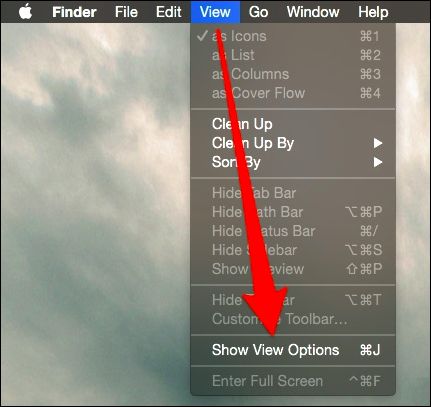 Finder File Edit View Go Window Help
✓ as Icons ⌘1
as List ⌘2
as Columns ⌘3
as Cover Flow ⌘4
Clean Up
Clean Up By ▶
Sort By ▶
Hide Tab Bar
Hide Path Bar ⌥⌘P
Hide Status Bar ⌘/
Hide Sidebar ⌥⌘S
Show Preview ⇧⌘P
Hide Toolbar ⌥⌘T
Customize Toolbar...
Show View Options ⌘J
Enter Full Screen ^⌘F